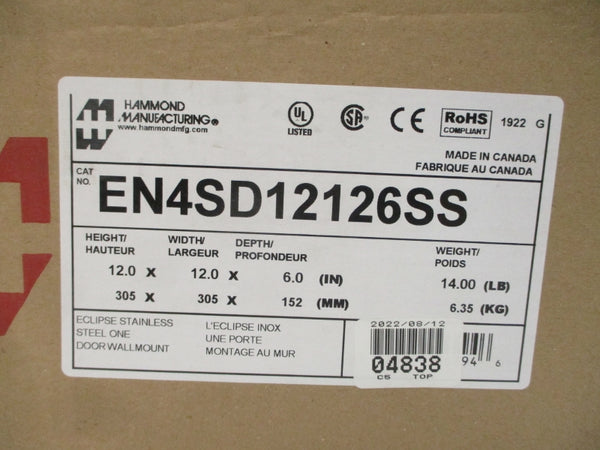 HAMMOND
MANUFACTURING®
www.hammondmfg.com
UL
LISTED
SA
CE
RoHS
COMPLIANT
1922 G
MADE IN CANADA
FABRIQUE AU CANADA
CAT
NO.
EN4SD12126SS
HEIGHT/ WIDTH/ DEPTH/ WEIGHT/
HAUTEUR LARGEUR PROFONDEUR POIDS
12.0 X 12.0 X 6.0 (IN) 14.00 (LB)
305 X 305 X 152 (MM) 6.35 (KG)
ECLIPSE STAINLESS
STEEL ONE
DOOR WALLMOUNT
L'ECLIPSE INOX
UNE PORTE
MONTAGE AU MUR
2022/08/12
04838
C5 TOP
94 6